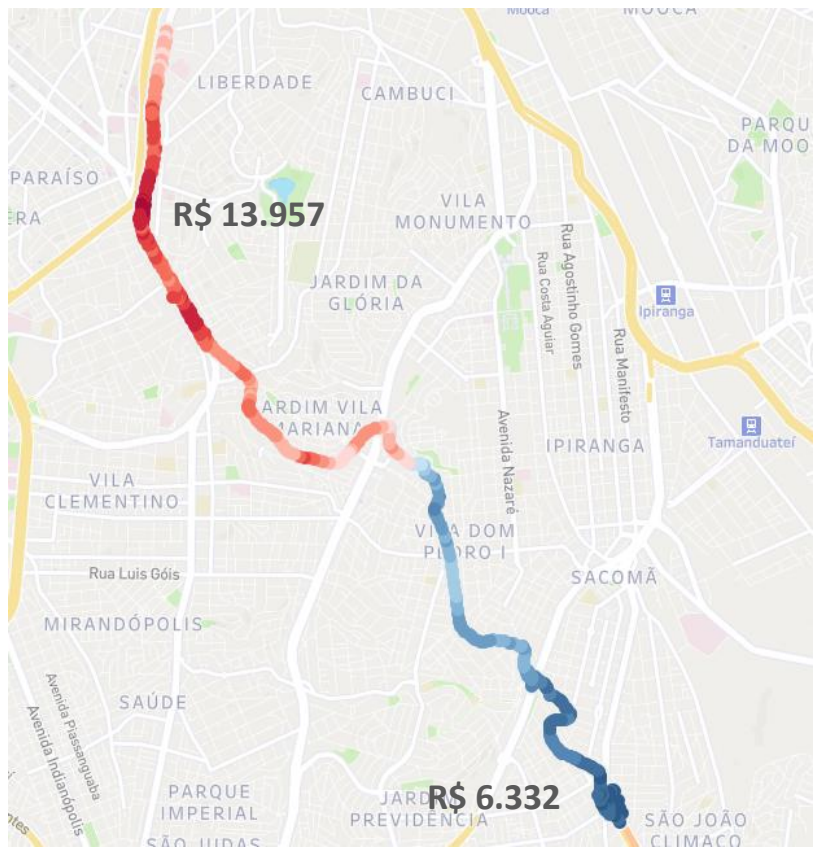 Mooca
MOOCA
LIBERDADE
CAMBUCI
PARQU
DA MOO
PARAÍSO
ERA
R$ 13.957
VILA
MONUMENTO
Rua Agostinho Gomes
Rua Costa Aguiar
JARDIM DA
GLÓRIA
Ipiranga
Rua Manifesto
ARDIM VILA
MARIANA
Avenida Nazaré
IPIRANGA
Tamanduateí
VILA
CLEMENTINO
VILA DOM
PEDRO I
Rua Luis Góis
SACOMÃ
MIRANDÓPOLIS
SAÚDE
Avenida Piassanguaba
Avenida Indianópolis
PARQUE
IMPERIAL
R$ 6.332
PREVIDÊNCIA
SÃO JOÃO
CLIMACO
SÃO JUDAS